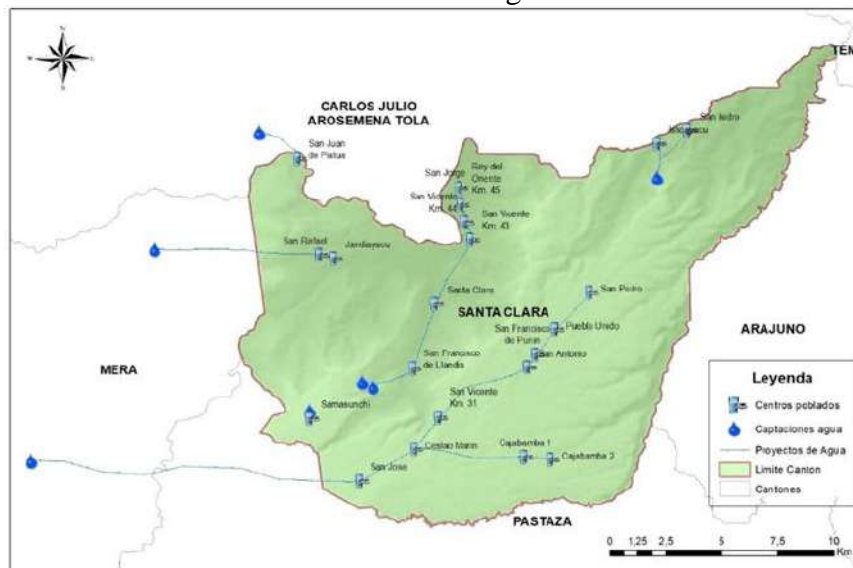 N
TEN
CARLOS JULIO
AROSEMENA TOLA
San Juan
de Piatua
San Jorge
Rey del
Oriente
Km. 45
San Vicente
Km. 44
San Vicente
Km. 43
San Rafael
Jandiayacu
Santa Clara
SANTA CLARA
San Pedro
San Francisco
de Punin
Pueblo Unido
San Antonio
ARAJUNO
MERA
San Francisco
de Llandia
San Vicente
Km. 31
Samasunchi
Cajabamba 1
Cajabamba 2
San Jose
PASTAZA
Leyenda
Centros poblados
Captaciones agua
Proyectos de Agua
Limite Canton
Cantones
0 1,25 2,5 5 7,5 10
Km